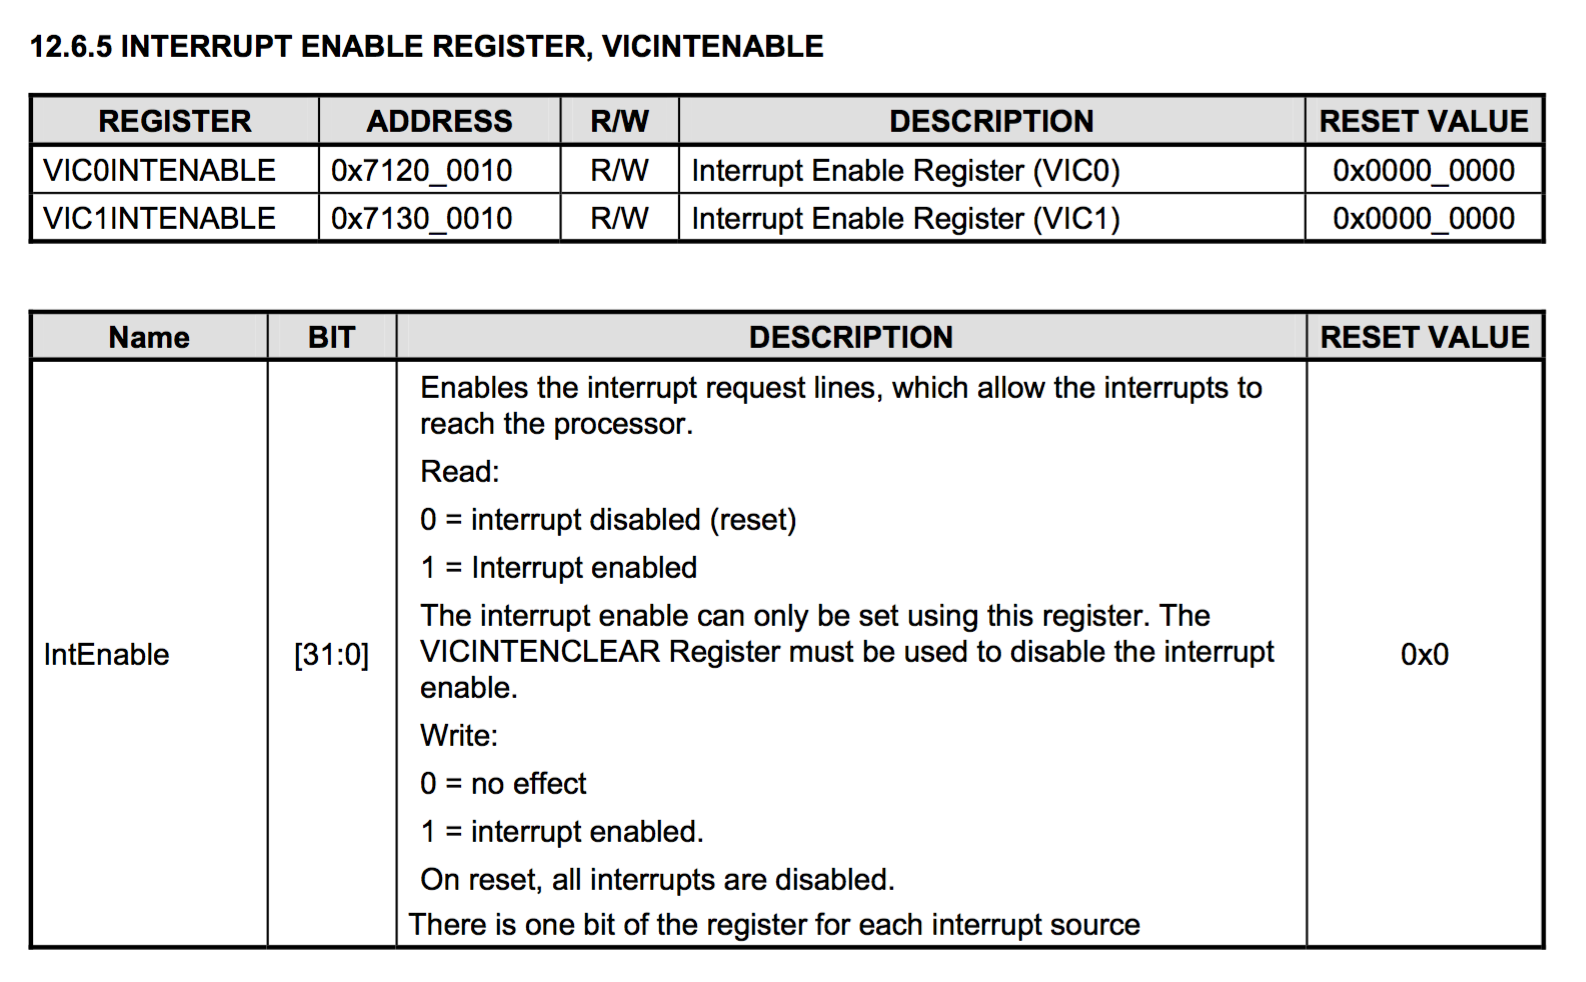 12.6.5 INTERRUPT ENABLE REGISTER, VICINTENABLE
REGISTER ADDRESS R/W DESCRIPTION RESET VALUE
VIC0INTENABLE 0x7120_0010 R/W Interrupt Enable Register (VIC0) 0x0000_0000
VIC1INTENABLE 0x7130_0010 R/W Interrupt Enable Register (VIC1) 0x0000_0000
Name BIT DESCRIPTION RESET VALUE
Enables the interrupt request lines, which allow the interrupts to
reach the processor.
Read:
0 = interrupt disabled (reset)
1 = Interrupt enabled
The interrupt enable can only be set using this register. The
IntEnable [31:0] VICINTENCLEAR Register must be used to disable the interrupt 0x0
enable.
Write:
0 = no effect
1 = interrupt enabled.
On reset, all interrupts are disabled.
There is one bit of the register for each interrupt source